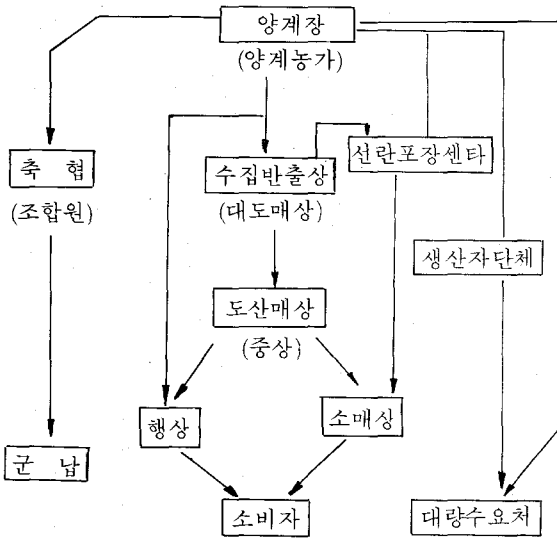 양계장
(양계농가)
축 협
(조합원)
수집반출상
(대도매상)
선란포장센타
생산자단체
도산매상
(중상)
행상
소매상
군 납
소비자
대량수요처